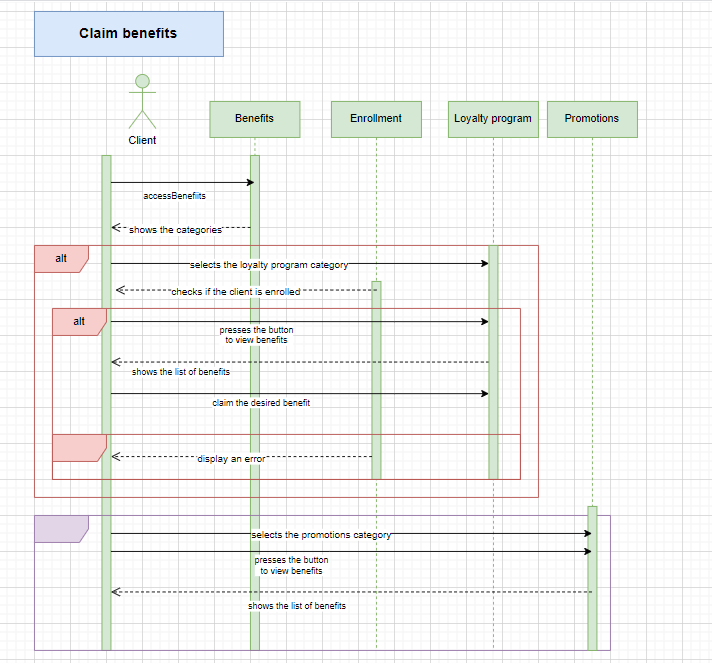 Claim benefits
Client
Benefits
Enrollment
Loyalty program
Promotions
accessBenefiits
shows the categories
alt
selects the loyalty program category
checks if the client is enrolled
alt
presses the button
to view benefits
shows the list of benefits
claim the desired benefit
display an error
selects the promotions category
presses the button
to view benefits
shows the list of benefits